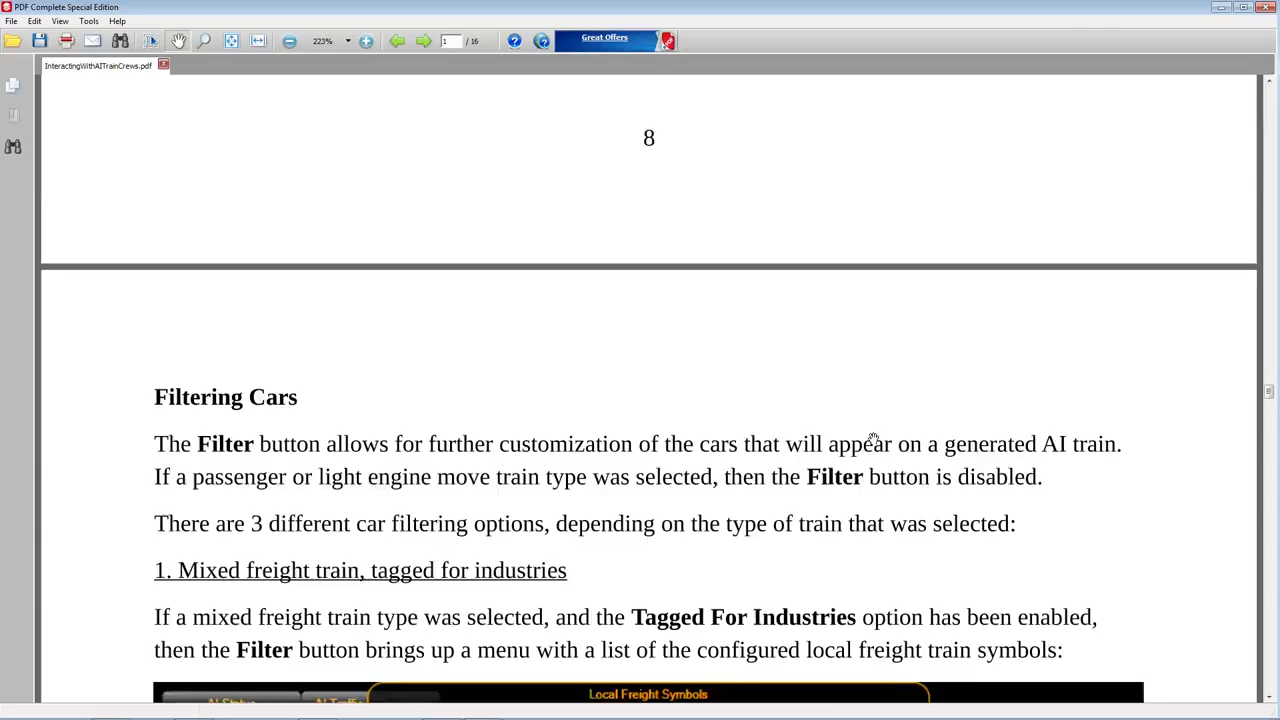 PDF Complete Special Edition
File Edit View Tools Help
223% 1 / 16 Great Offers
InteractingWithAITrainCrews.pdf
8
Filtering Cars
The Filter button allows for further customization of the cars that will appear on a generated AI train.
If a passenger or light engine move train type was selected, then the Filter button is disabled.
There are 3 different car filtering options, depending on the type of train that was selected:
1. Mixed freight train, tagged for industries
If a mixed freight train type was selected, and the Tagged For Industries option has been enabled,
then the Filter button brings up a menu with a list of the configured local freight train symbols:
AI Status AI Traffic Local Freight Symbols